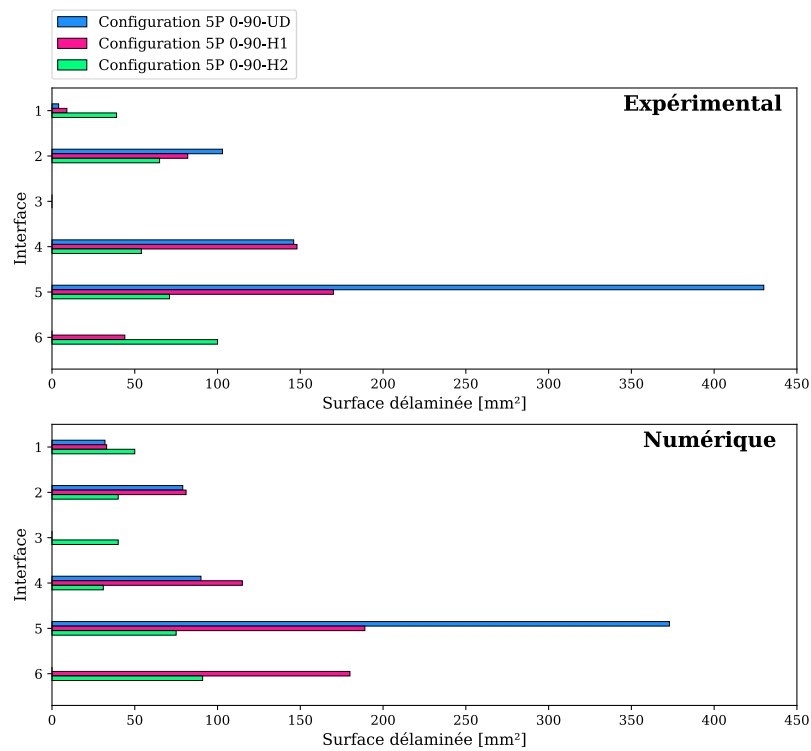 Configuration 5P 0-90-UD
Configuration 5P 0-90-H1
Configuration 5P 0-90-H2
Expérimental
1
2
3
4
5
6
Interface
0 50 100 150 200 250 300 350 400 450
Surface délaminée [mm²]
Numérique
1
2
3
4
5
6
Interface
0 50 100 150 200 250 300 350 400 450
Surface délaminée [mm²]